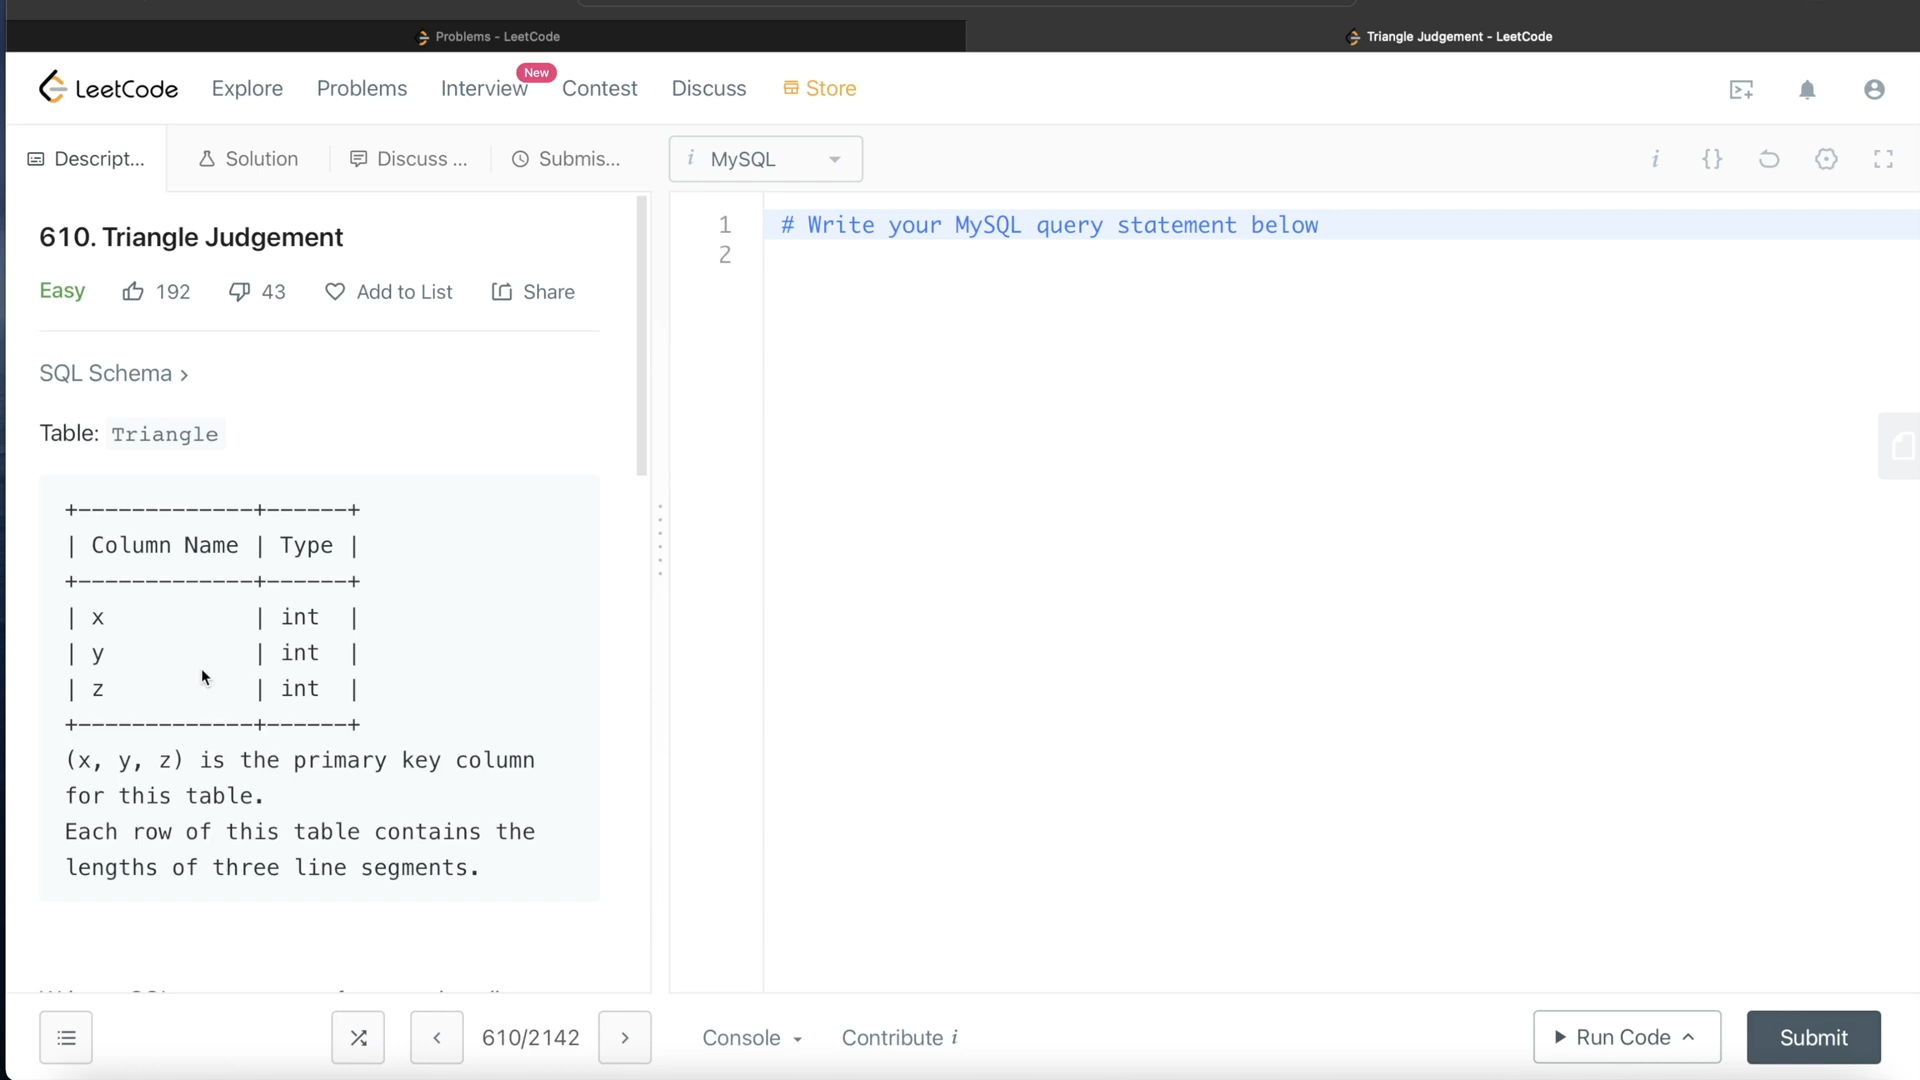 Problems - LeetCode
Triangle Judgement - LeetCode
LeetCode Explore Problems Interview New Contest Discuss Store
Descript... Solution Discuss ... Submis... i MySQL i {}
610. Triangle Judgement
Easy 192 43 Add to List Share
SQL Schema >
Table: Triangle
+-------------+------+
| Column Name | Type |
+-------------+------+
| x           | int  |
| y           | int  |
| z           | int  |
+-------------+------+
(x, y, z) is the primary key column
for this table.
Each row of this table contains the
lengths of three line segments.
1 # Write your MySQL query statement below
2
610/2142 Console Contribute i Run Code Submit